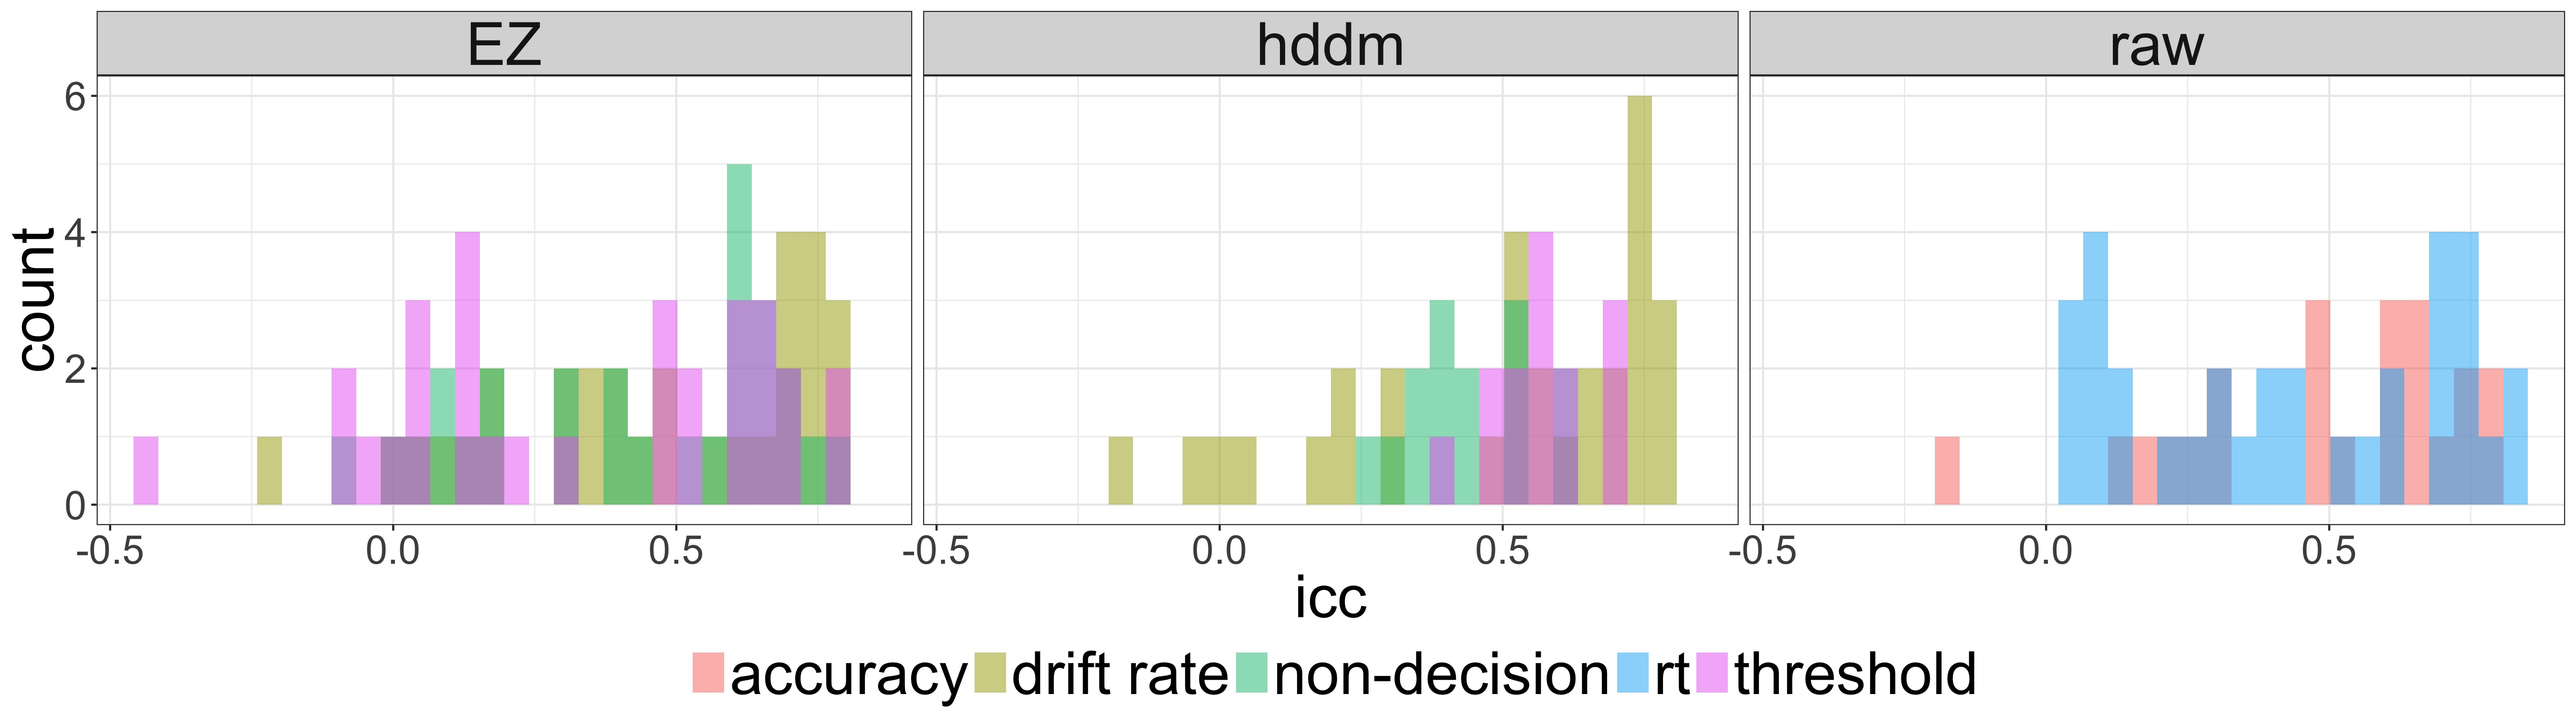 EZ hddm raw
count
6
4
2
0
-0.5 0.0 0.5 -0.5 0.0 0.5 -0.5 0.0 0.5
icc
accuracy drift rate non-decision rt threshold